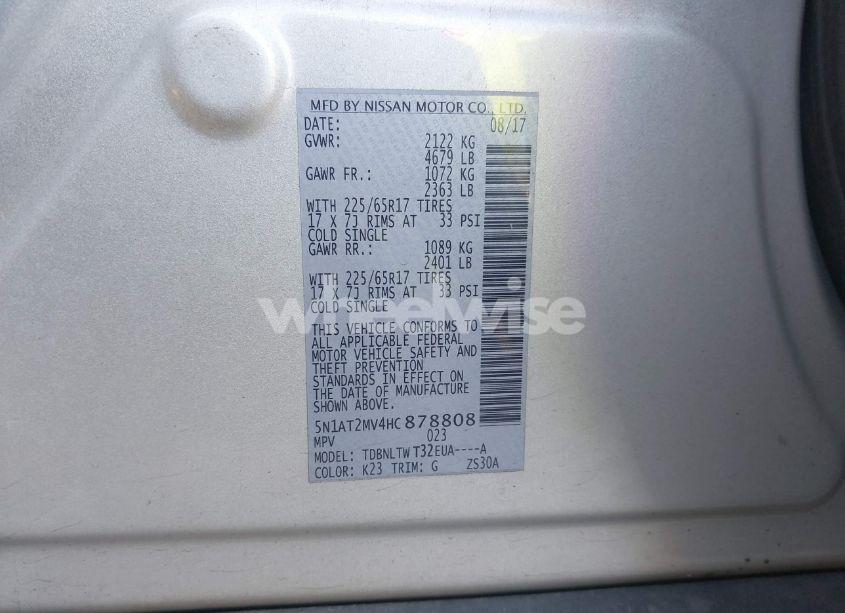 MFD BY NISSAN MOTOR CO., LTD.
DATE: 08/17
GVWR: 2122 KG
4679 LB
GAWR FR.: 1072 KG
2363 LB
WITH 225/65R17 TIRES
17 X 7J RIMS AT 33 PSI
COLD SINGLE
GAWR RR.: 1089 KG
2401 LB
WITH 225/65R17 TIRES
17 X 7J RIMS AT 33 PSI
COLD SINGLE
wheelwise
THIS VEHICLE CONFORMS TO
ALL APPLICABLE FEDERAL
MOTOR VEHICLE SAFETY AND
THEFT PREVENTION
STANDARDS IN EFFECT ON
THE DATE OF MANUFACTURE
SHOWN ABOVE.
5N1AT2MV4HC878808
MPV 023
MODEL: TDBNLTW T32EUA----A
COLOR: K23 TRIM: G ZS30A